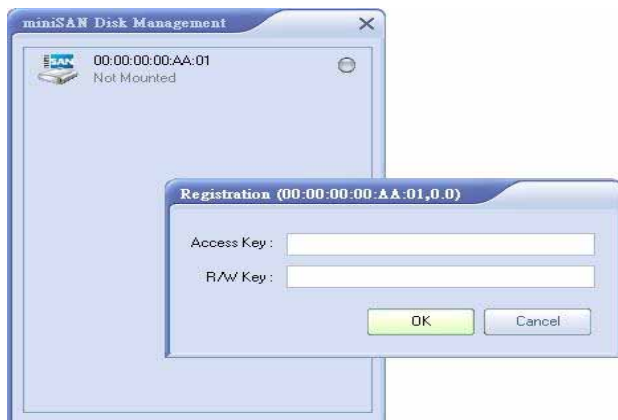 miniSAN Disk Management
SAN
00:00:00:00:AA:01
Not Mounted
Registration (00:00:00:00:AA:01,0.0)
Access Key :
R/W Key :
OK
Cancel